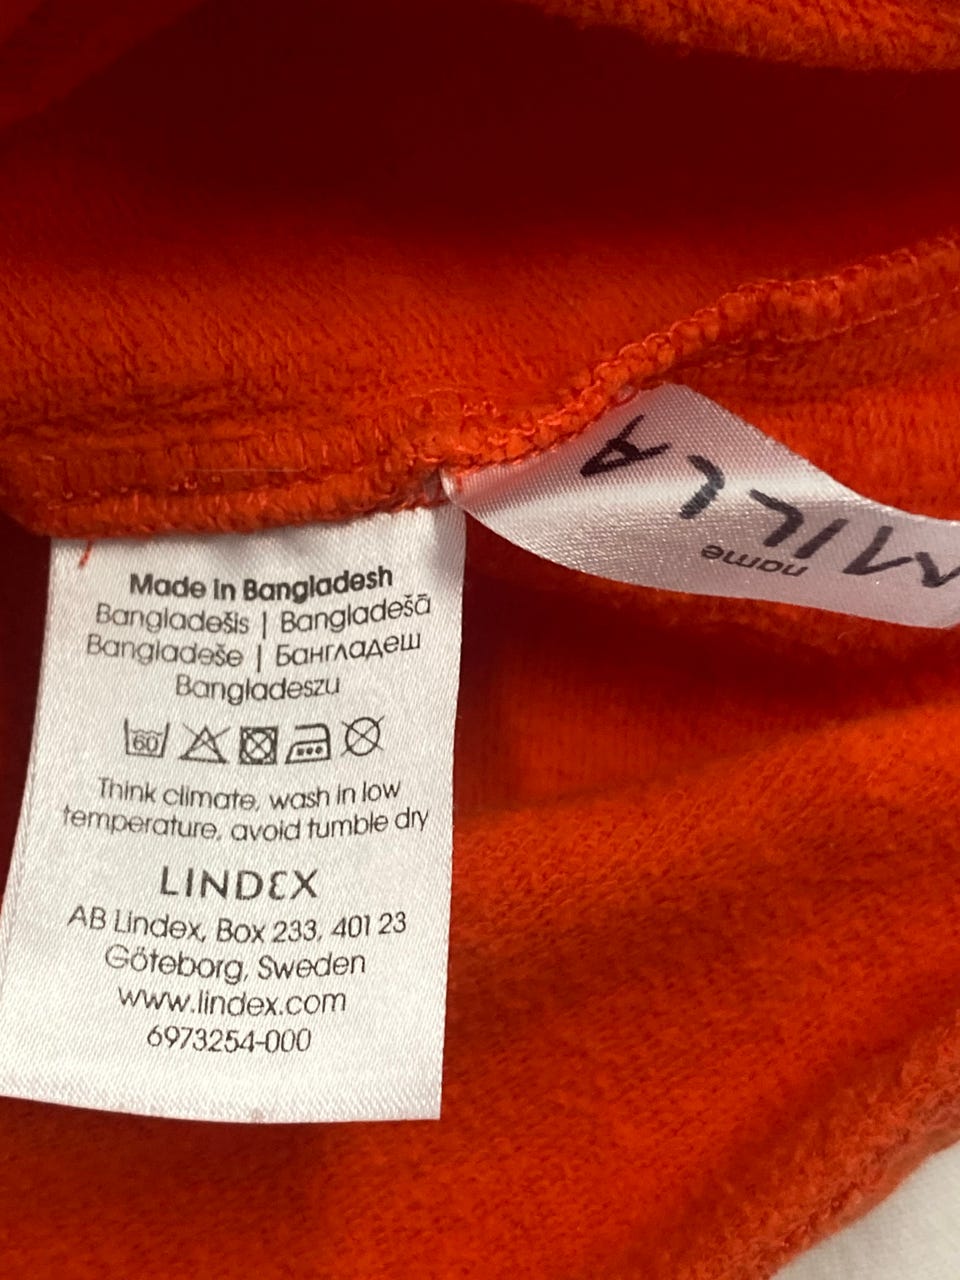 Made in Bangladesh
Bangladešis | Bangladešā
Bangladeše | Бангладеш
Bangladeszu
60
Think climate, wash in low
temperature, avoid tumble dry
LINDEX
AB Lindex, Box 233, 401 23
Göteborg, Sweden
www.lindex.com
6973254-000
name
MILLA